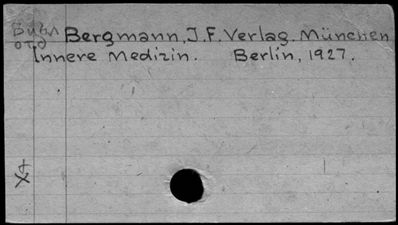 Bergmann, J.F. Verlag. München
Innere Medizin. Berlin, 1927.